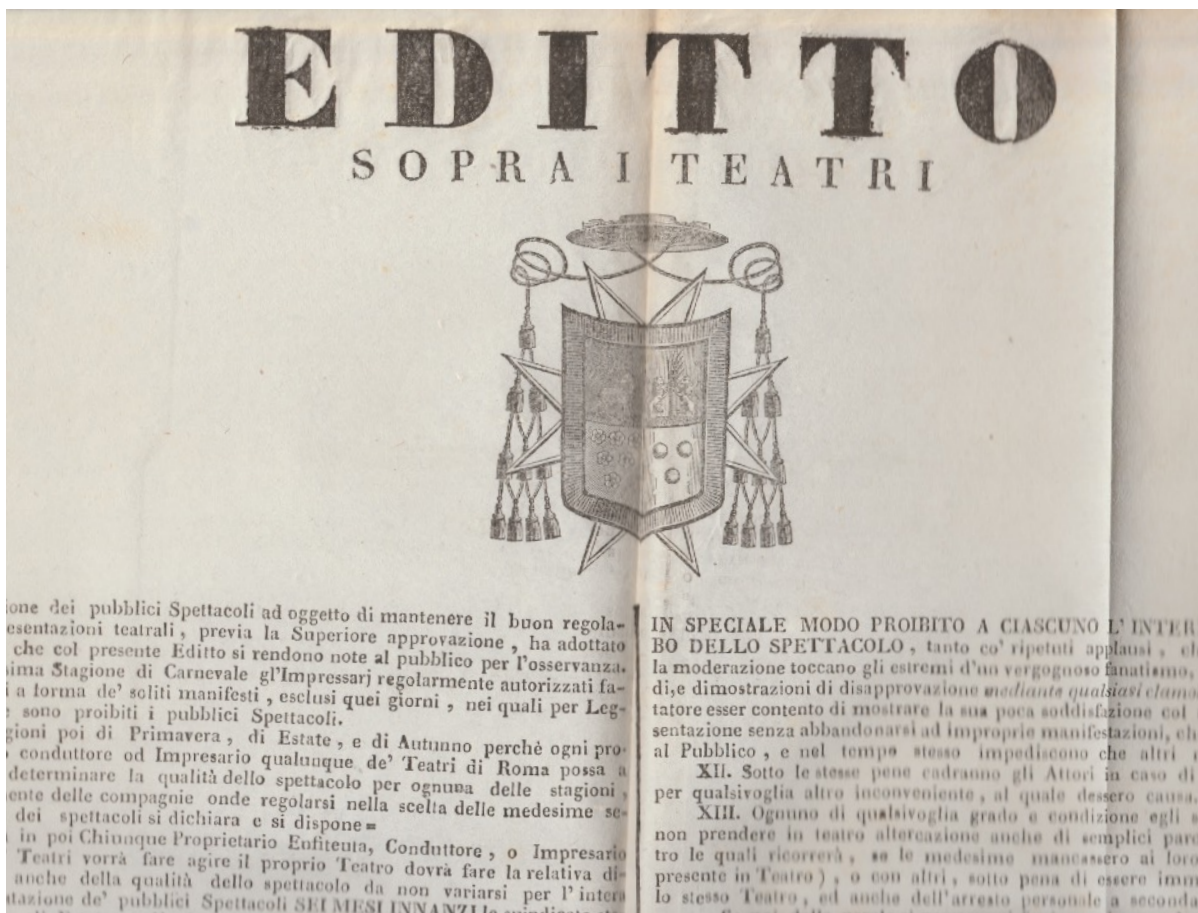 EDITTO
SOPRA I TEATRI
ione dei pubblici Spettacoli ad oggetto di mantenere il buon regola-
esentazioni teatrali, previa la Superiore approvazione, ha adottato
che col presente Editto si rendono note al pubblico per l'osservanza.
sima Stagione di Carnevale gl'Impressarj regolarmente autorizzati fa-
i a forma de' soliti manifesti, esclusi quei giorni, nei quali per Leg-
e sono proibiti i pubblici Spettacoli.
gioni poi di Primavera, di Estate, e di Autunno perchè ogni pro-
conduttore od Impresario qualunque de' Teatri di Roma possa a
determinare la qualità dello spettacolo per ognuna delle stagioni,
ente delle compagnie onde regolarsi nella scelta delle medesime se-
dei spettacoli si dichiara e si dispone=
in poi Chiunque Proprietario Enfiteuta, Conduttore, o Impresario
Teatri vorrà fare agire il proprio Teatro dovrà fare la relativa di-
anche della qualità dello spettacolo da non variarsi per l'intera
ntazione de' pubblici Spettacoli SEI MESI INNANZI
IN SPECIALE MODO PROIBITO A CIASCUNO L'INTER
BO DELLO SPETTACOLO, tanto co' ripetuti applausi, ch
la moderazione toccano gli estremi d'un vergognoso fanatismo,
di, e dimostrazioni di disapprovazione mediante qualsiasi clamo
tatore esser contento di mostrare la sua poca soddisfazione col
sentazione senza abbandonarsi ad improprie manifestazioni, ch
al Pubblico, e nel tempo stesso impediscono che altri
XII. Sotto le stesse pene cadranno gli Attori in caso di
per qualsivoglia altro inconveniente, al quale dessero causa.
XIII. Ognuno di qualsivoglia grado e condizione egli s
non prendere in teatro altercazione anche di semplici paro
tro le quali ricorrerà, se le medesime mancassero ai loro
presente in Teatro), o con altri, sotto pena di essere imm
lo stesso Teatro, ed anche dell'arresto personale a seconda